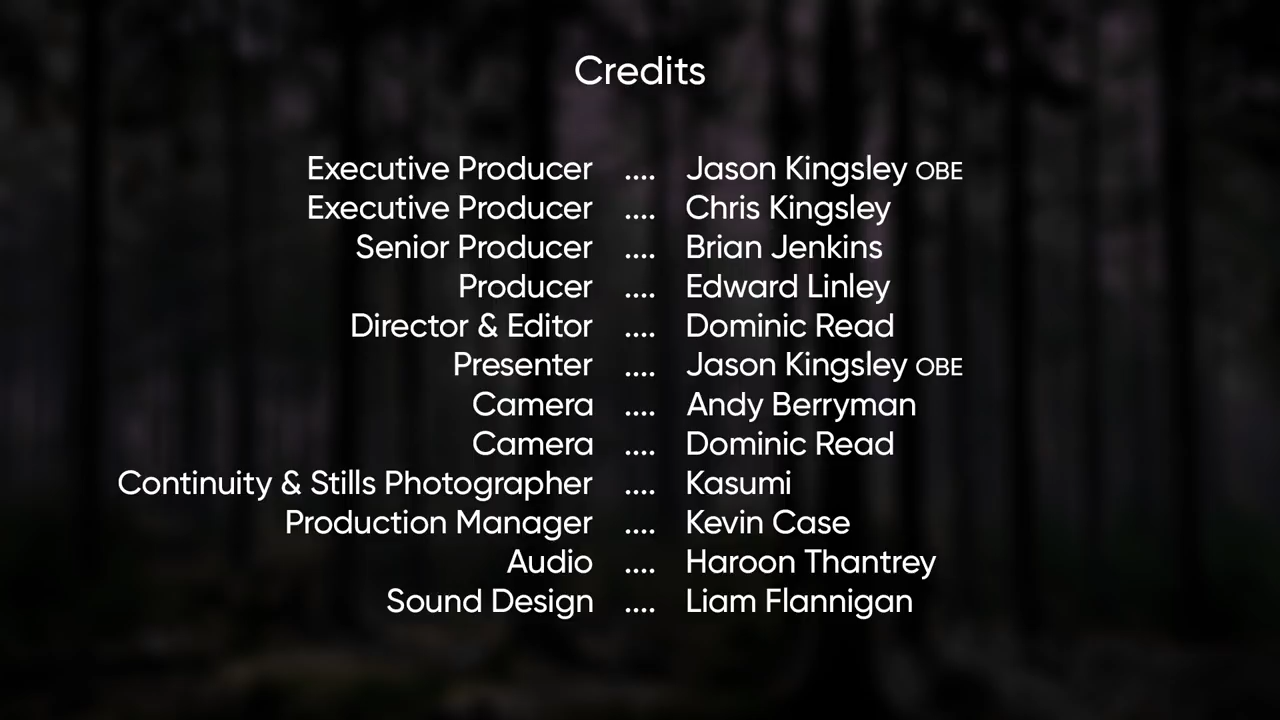 Credits
Executive Producer .... Jason Kingsley OBE
Executive Producer .... Chris Kingsley
Senior Producer .... Brian Jenkins
Producer .... Edward Linley
Director & Editor .... Dominic Read
Presenter .... Jason Kingsley OBE
Camera .... Andy Berryman
Camera .... Dominic Read
Continuity & Stills Photographer .... Kasumi
Production Manager .... Kevin Case
Audio .... Haroon Thantrey
Sound Design .... Liam Flannigan